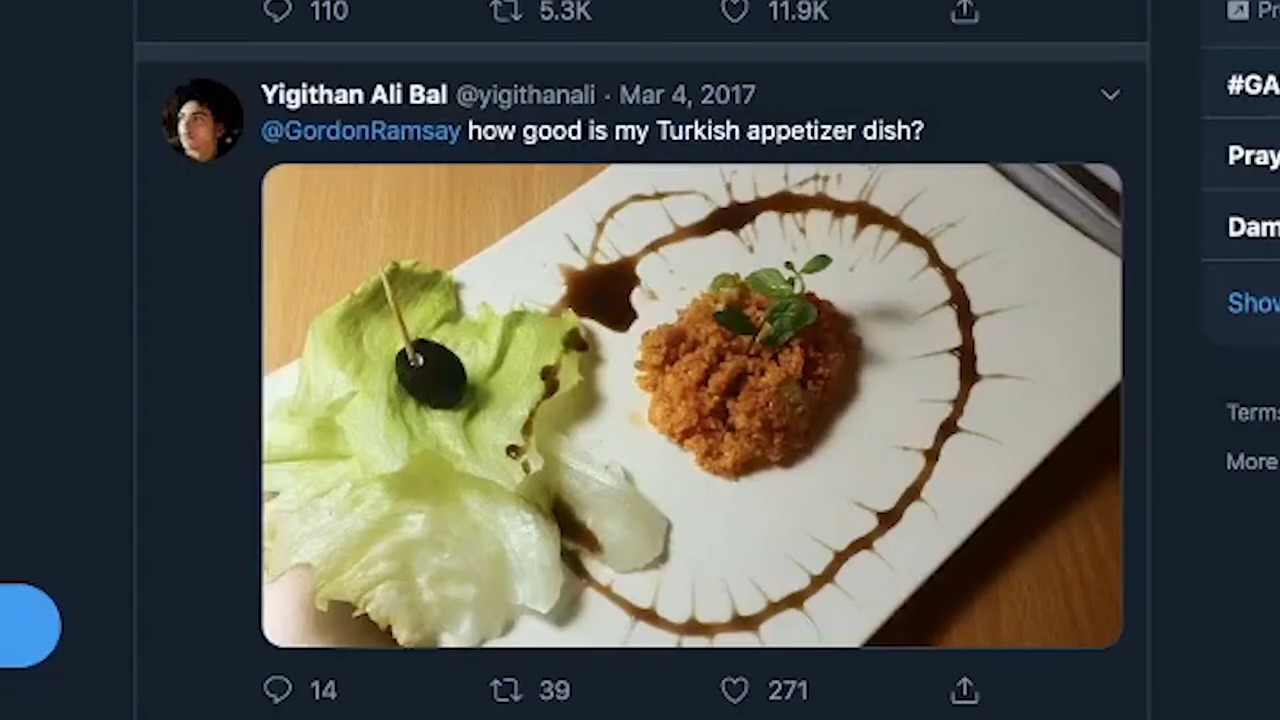 110 5.3K 11.9K
Yigithan Ali Bal @yigithanali · Mar 4, 2017
@GordonRamsay how good is my Turkish appetizer dish?
14 39 271
#GA
Pray
Dam
Show
Terms
More